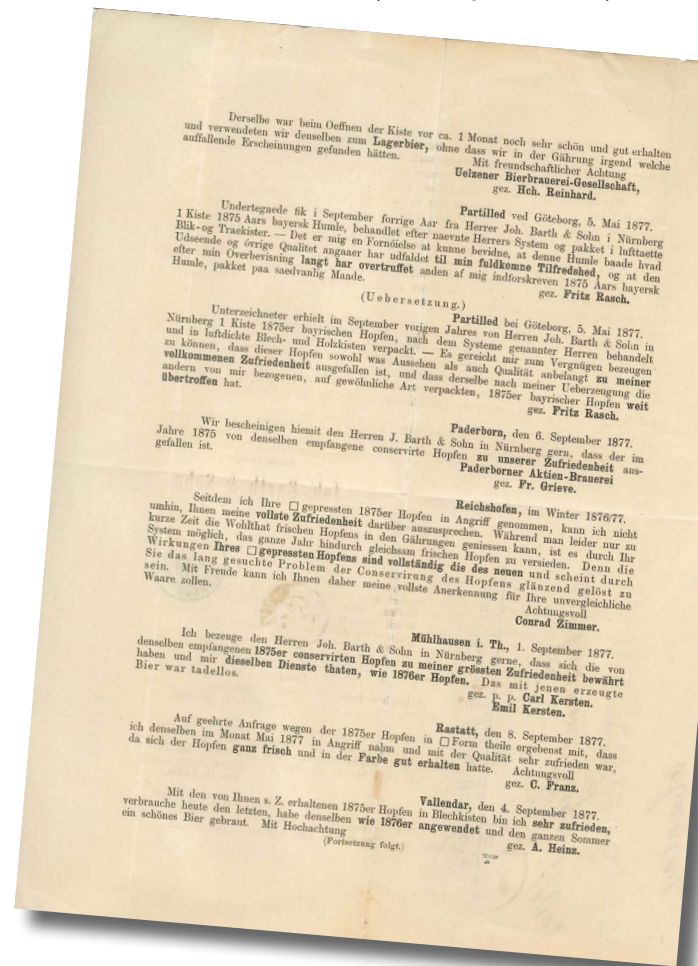 Derselbe war beim Oeffnen der Kiste vor ca. 1 Monat noch sehr schön und gut erhalten
und verwendeten wir denselben zum Lagerbier, ohne dass wir in der Gährung irgend welche
auffallende Erscheinungen gefunden hätten.
Mit freundschaftlicher Achtung
Uelzener Bierbrauerei-Gesellschaft,
gez. Hch. Reinhard.
Partilled ved Göteborg, 5. Mai 1877.
Undertegnede fik i September forrige Aar fra Herrer Joh. Barth & Sohn i Nürnberg
1 Kiste 1875 Aars bayersk Humle, behandlet efter naevnte Herrers System og pakket i lufttaette
Blik-og Traekister. — Det er mig en Fornóielse at kunne bevidne, at denne Humle baade hvad
Udseende og óvrige Qualitet angaaer har udfaldet til min fuldkomne Tilfredshed, og at den
efter min Overbevisning langt har overtruffet anden af mig indforskreven 1875 Aars bayersk
Humle, pakket paa saedvanlig Maade.
gez. Fritz Rasch.
(Uebersetzung.)
Partilled bei Göteborg, 5. Mai 1877.
Unterzeichneter erhielt im September vorigen Jahres von Herren Joh. Barth & Sohn in
Nürnberg 1 Kiste 1875er bayrischen Hopfen, nach dem Systeme genannter Herren behandelt
und in luftdichte Blech- und Holzkisten verpackt. — Es gereicht mir zum Vergnügen bezeugen
zu können, dass dieser Hopfen sowohl was Aussehen als auch Qualität anbelangt zu meiner
vollkommenen Zufriedenheit ausgefallen ist, und dass derselbe nach meiner Ueberzeugung die
andern von mir bezogenen, auf gewöhnliche Art verpackten, 1875er bayrischer Hopfen weit
übertroffen hat.
gez. Fritz Rasch.
Paderborn, den 6. September 1877.
Wir bescheinigen hiemit den Herren J. Barth & Sohn in Nürnberg gern, dass der im
Jahre 1875 von denselben empfangene conservirte Hopfen zu unserer Zufriedenheit aus-
gefallen ist.
Paderborner Aktien-Brauerei
gez. Fr. Grieve.
Reichshofen, im Winter 1876/77.
Seitdem ich Ihre □ gepressten 1875er Hopfen in Angriff genommen, kann ich nicht
umhin, Ihnen meine vollste Zufriedenheit darüber auszusprechen. Während man leider nur zu
kurze Zeit die Wohlthat frischen Hopfens in den Gährungen geniessen kann, ist es durch Ihr
System möglich, das ganze Jahr hindurch gleichsam frischen Hopfen zu versieden. Denn die
Wirkungen Ihres □ gepressten Hopfens sind vollständig die des neuen und scheint durch
Sie das lang gesuchte Problem der Conservirung des Hopfens glänzend gelöst zu
sein. Mit Freude kann ich Ihnen daher meine vollste Anerkennung für Ihre unvergleichliche
Waare zollen.
Achtungsvoll
Conrad Zimmer.
Mühlhausen i. Th., 1. September 1877.
Ich bezeuge den Herren Joh. Barth & Sohn in Nürnberg gerne, dass sich die von
denselben empfangenen 1875er conservirten Hopfen zu meiner grössten Zufriedenheit bewährt
haben und mir dieselben Dienste thaten, wie 1876er Hopfen. Das mit jenen erzeugte
Bier war tadellos.
gez. p. p. Carl Kersten.
Emil Kersten.
Rastatt, den 8. September 1877.
Auf geehrte Anfrage wegen der 1875er Hopfen in □ Form theile ergebenst mit, dass
ich denselben im Monat Mai 1877 in Angriff nahm und mit der Qualität sehr zufrieden war,
da sich der Hopfen ganz frisch und in der Farbe gut erhalten hatte.
Achtungsvoll
gez. C. Franz.
Vallendar, den 4. September 1877.
Mit den von Ihnen s. Z. erhaltenen 1875er Hopfen in Blechkisten bin ich sehr zufrieden,
verbrauche heute den letzten, habe denselben wie 1876er angewendet und den ganzen Sommer
ein schönes Bier gebraut. Mit Hochachtung
gez. A. Heinz.
(Fortsetzung folgt.)